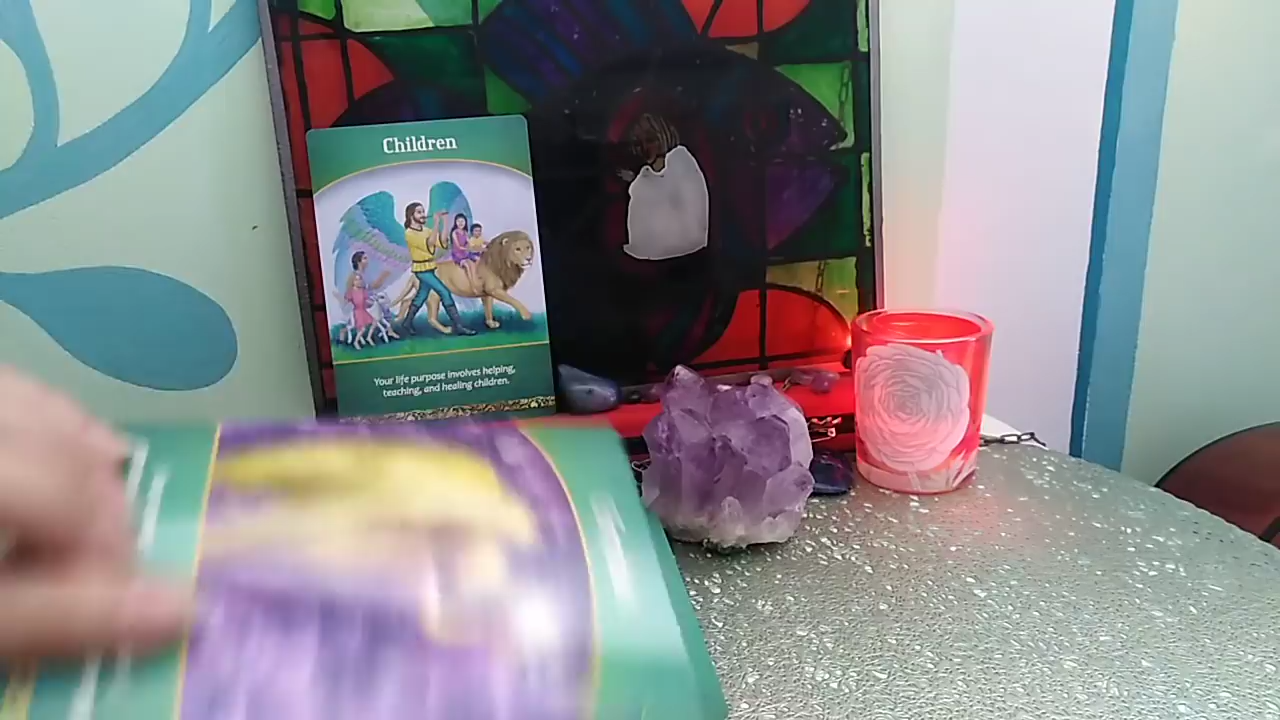 Children
Your life purpose involves helping,
teaching, and healing children.